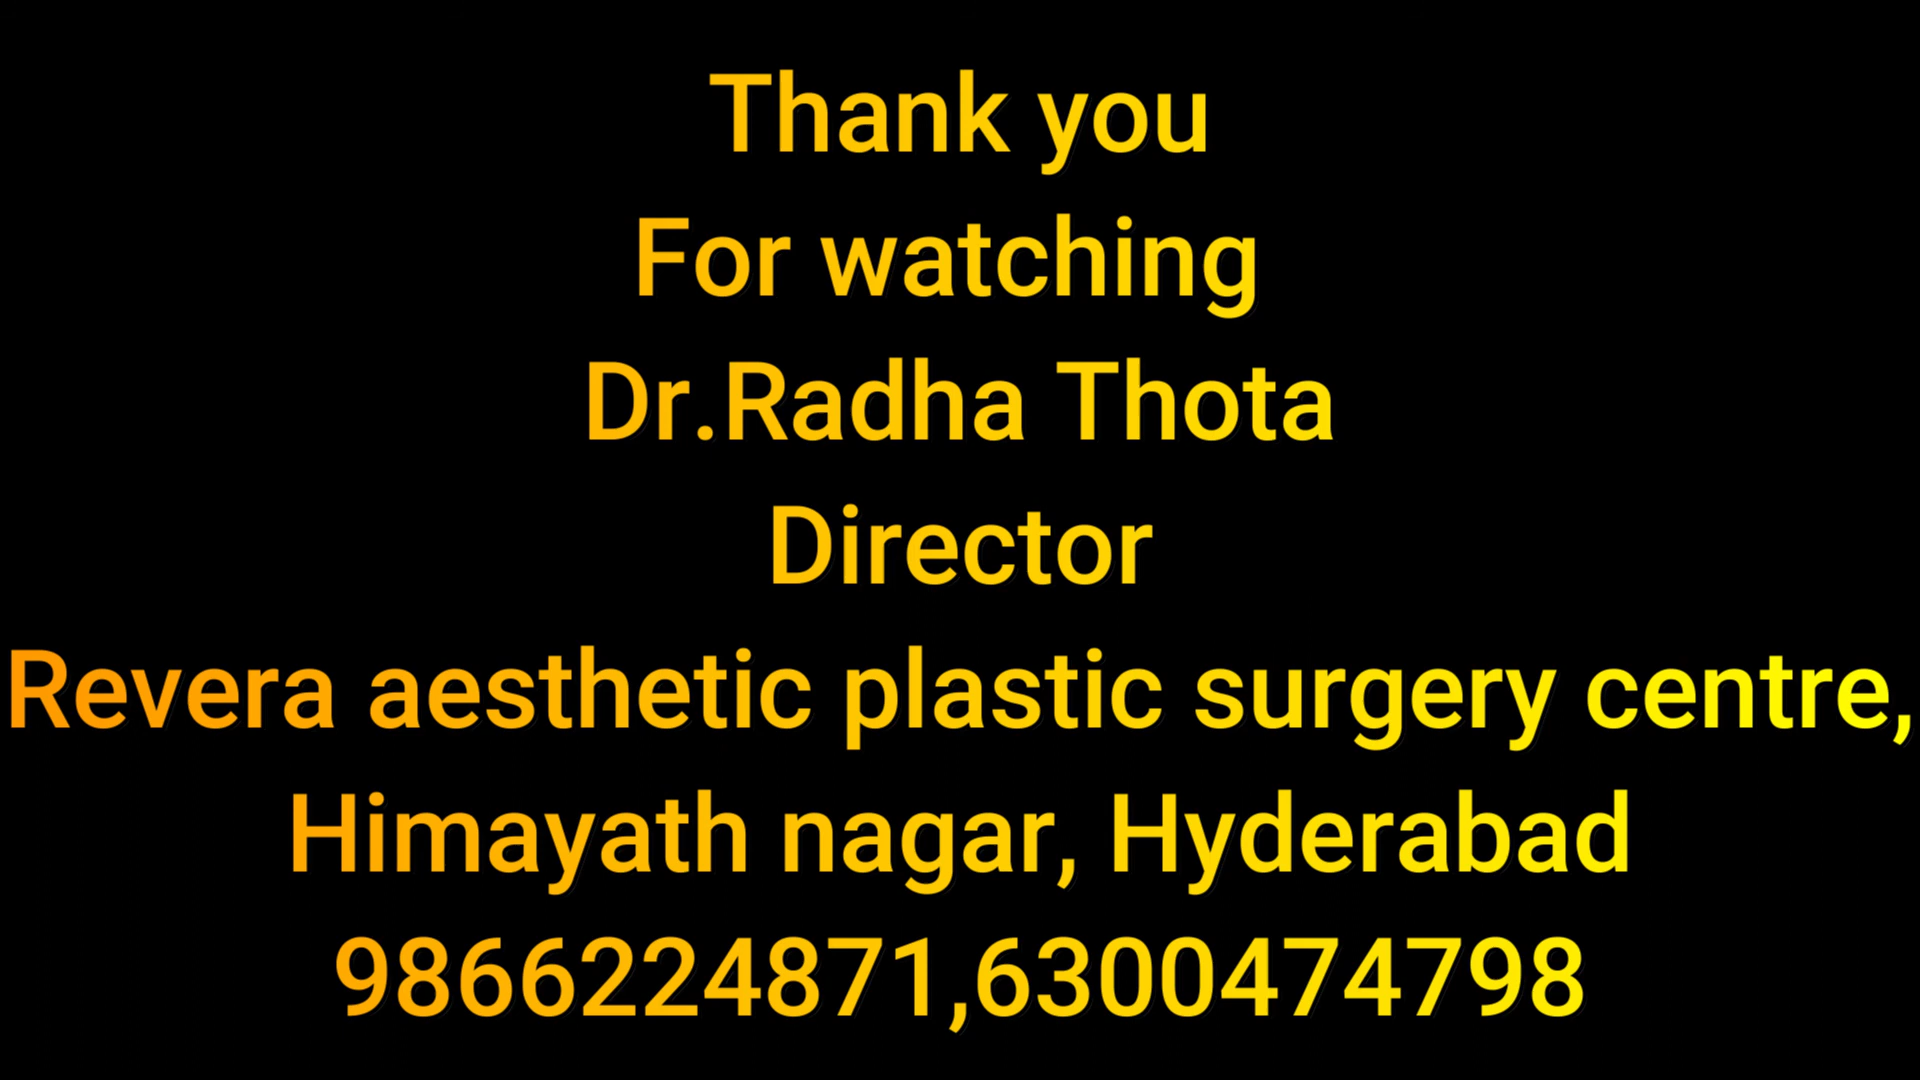 Thank you
For watching
Dr.Radha Thota
Director
Revera aesthetic plastic surgery centre,
Himayath nagar, Hyderabad
9866224871,6300474798